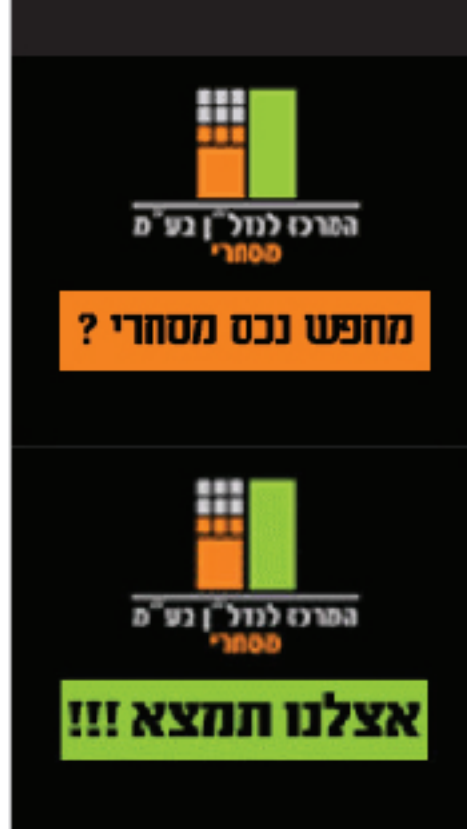 המרכז לנדל"ן בע"מ
מסחרי
מחפש נכס מסחרי ?
המרכז לנדל"ן בע"מ
מסחרי
אצלנו תמצא !!!